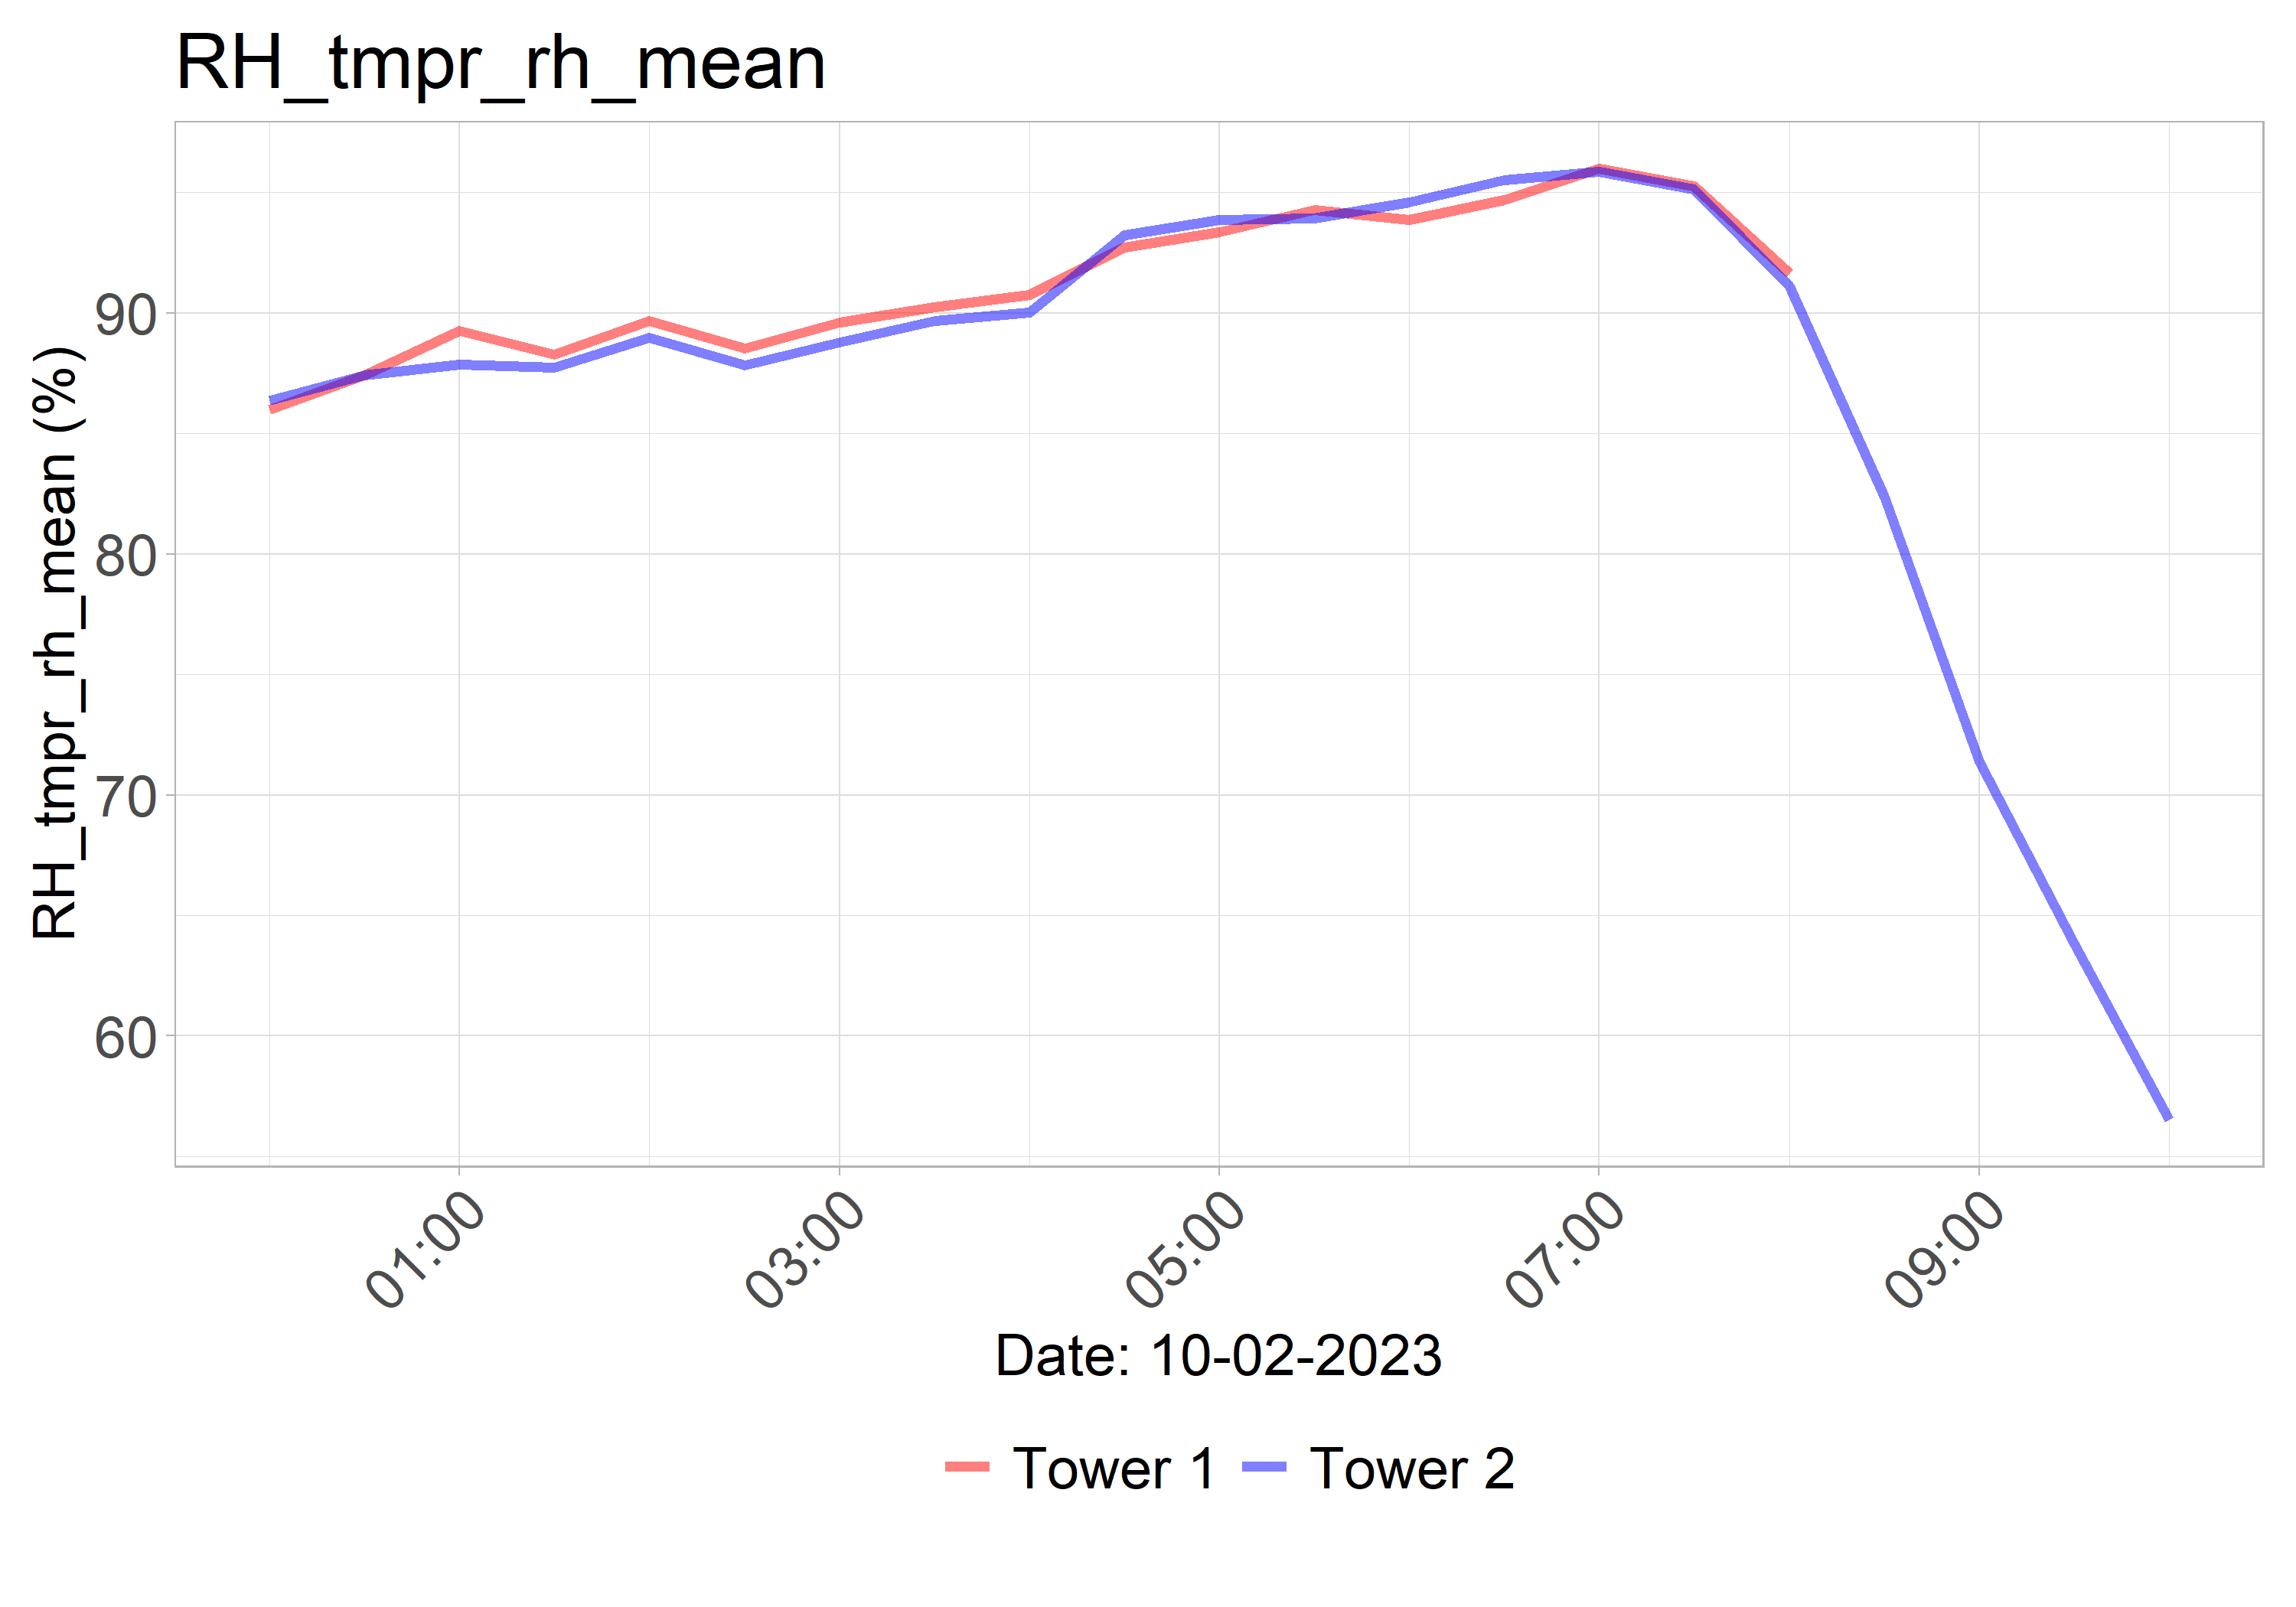 RH_tmpr_rh_mean
RH_tmpr_rh_mean (%)
90
80
70
60
01:00
03:00
05:00
07:00
09:00
Date: 10-02-2023
Tower 1
Tower 2